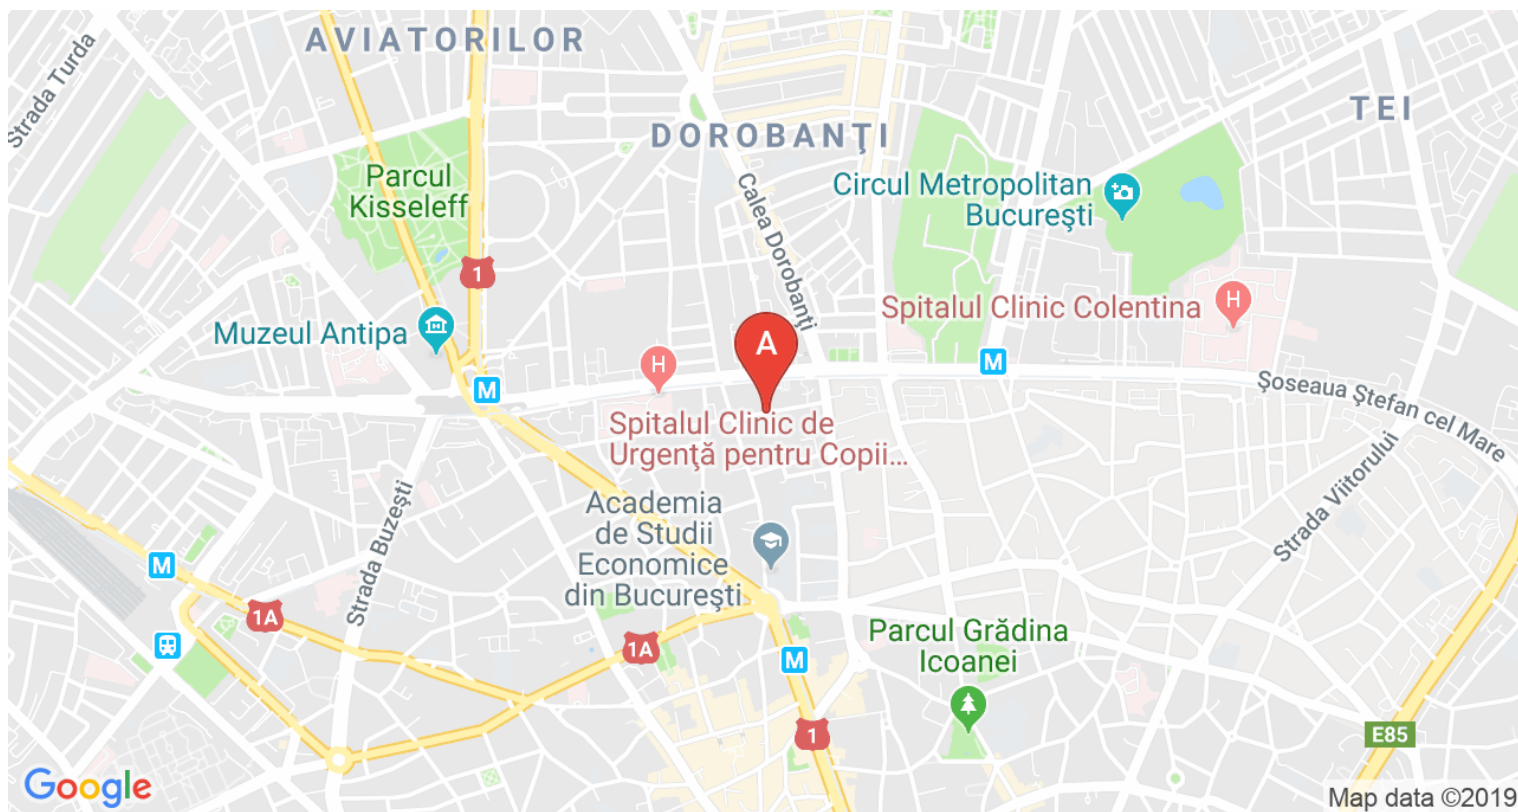 AVIATORILOR
Strada Turda
DOROBANŢI
TEI
Parcul
Kisseleff
Calea Dorobanţi
Circul Metropolitan
Bucureşti
1
Spitalul Clinic Colentina
H
Muzeul Antipa
A
H
M
M
Şoseaua Ştefan cel Mare
Spitalul Clinic de
Urgenţă pentru Copii...
Strada Viitorului
Strada Buzeşti
Academia
de Studii
Economice
din Bucureşti
M
1A
1A
Parcul Grădina
Icoanei
M
1
E85
Google
Map data ©2019